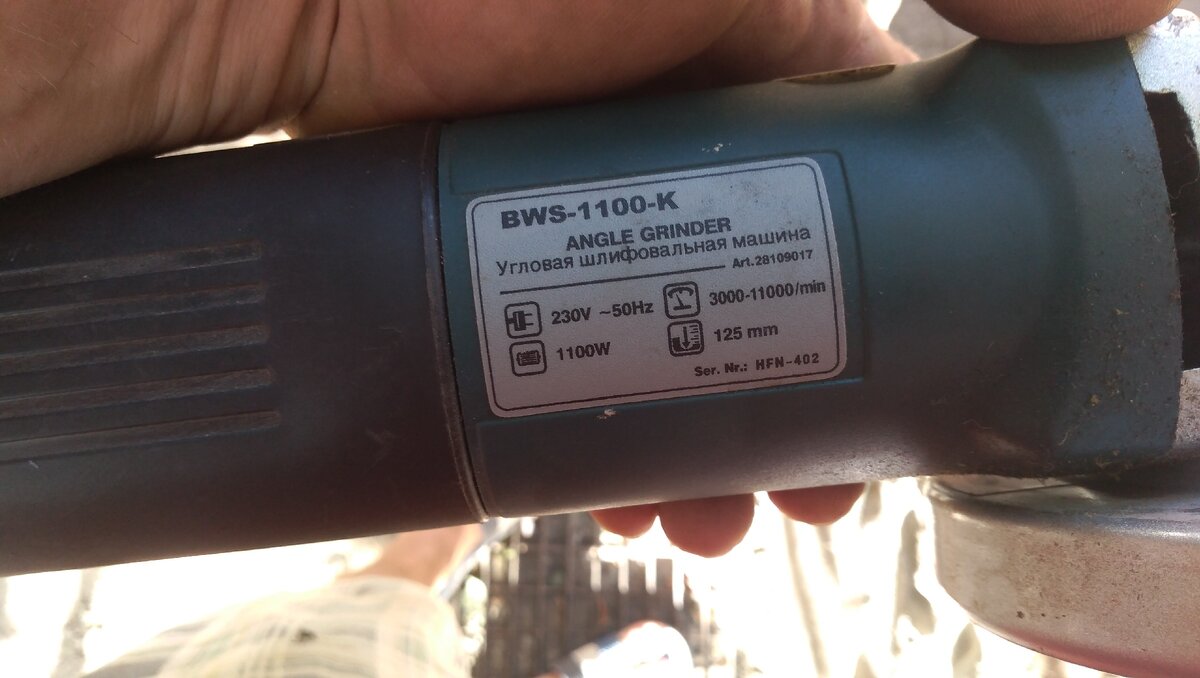 BWS-1100-K
ANGLE GRINDER
Угловая шлифовальная машина
Art.28109017
230V ~50Hz
3000-11000/min
1100W
125 mm
Ser. Nr.: HFN-402